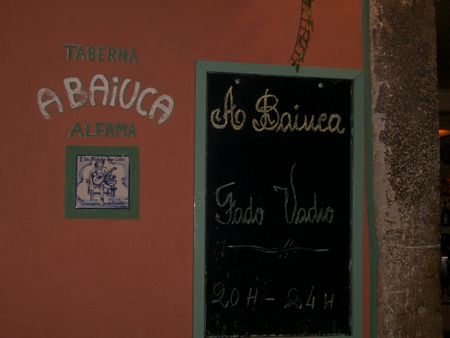 TABERNA
A BAIUCA
ALFAMA
A Baiuca
Fado Vadio
20H - 24H